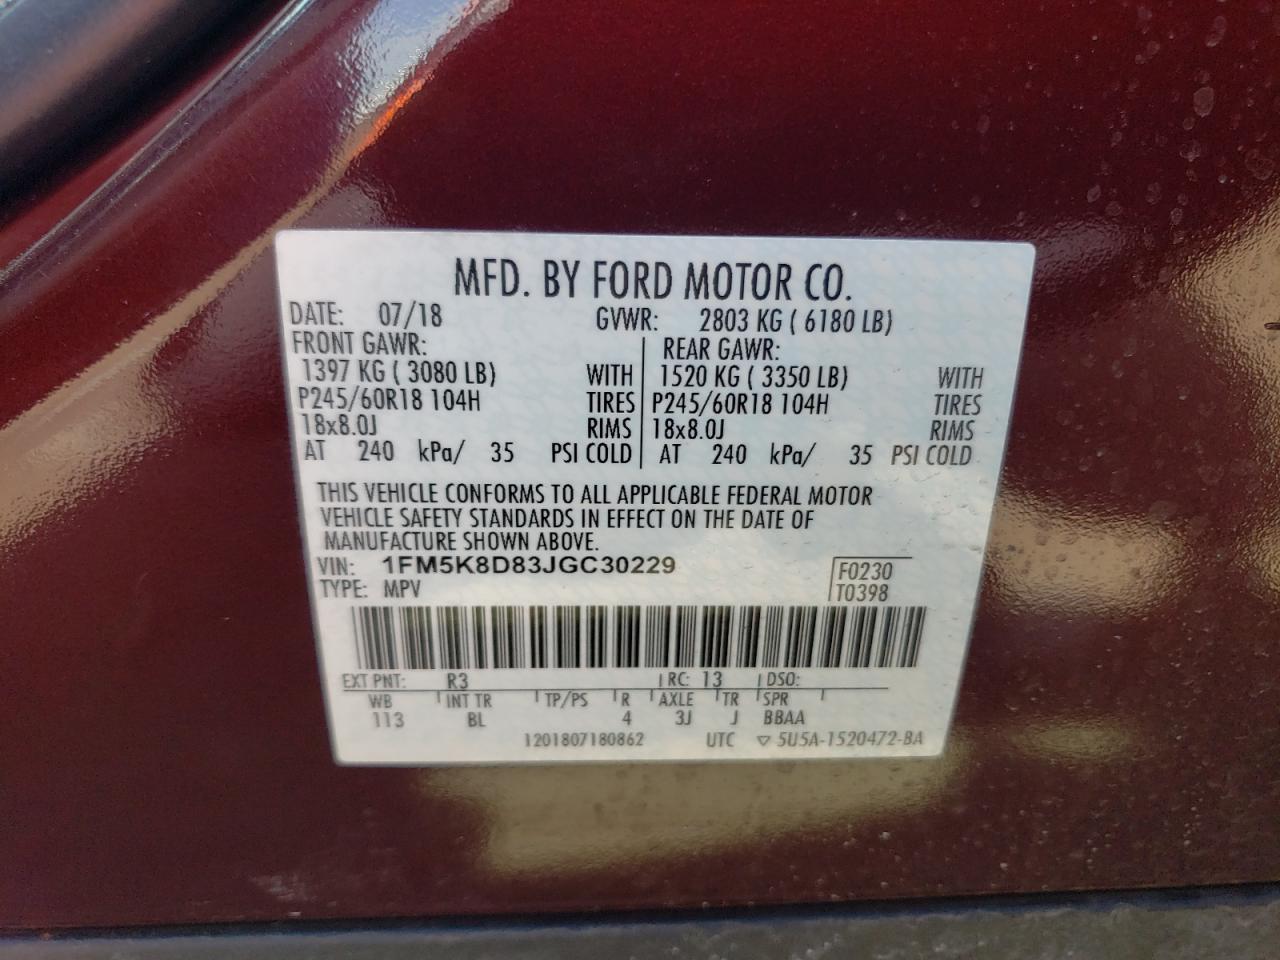 MFD. BY FORD MOTOR CO.
DATE: 07/18 GVWR: 2803 KG ( 6180 LB)
FRONT GAWR: REAR GAWR:
1397 KG ( 3080 LB) WITH 1520 KG ( 3350 LB) WITH
P245/60R18 104H TIRES P245/60R18 104H TIRES
18x8.0J RIMS 18x8.0J RIMS
AT 240 kPa/ 35 PSI COLD AT 240 kPa/ 35 PSI COLD
THIS VEHICLE CONFORMS TO ALL APPLICABLE FEDERAL MOTOR
VEHICLE SAFETY STANDARDS IN EFFECT ON THE DATE OF
MANUFACTURE SHOWN ABOVE.
VIN: 1FM5K8D83JGC30229 F0230
TYPE: MPV T0398
EXT PNT: R3 RC: 13 DSO:
WB INT TR TP/PS R AXLE TR SPR
113 BL 4 3J J BBAA
1201807180862 UTC ▽ 5U5A-1520472-BA